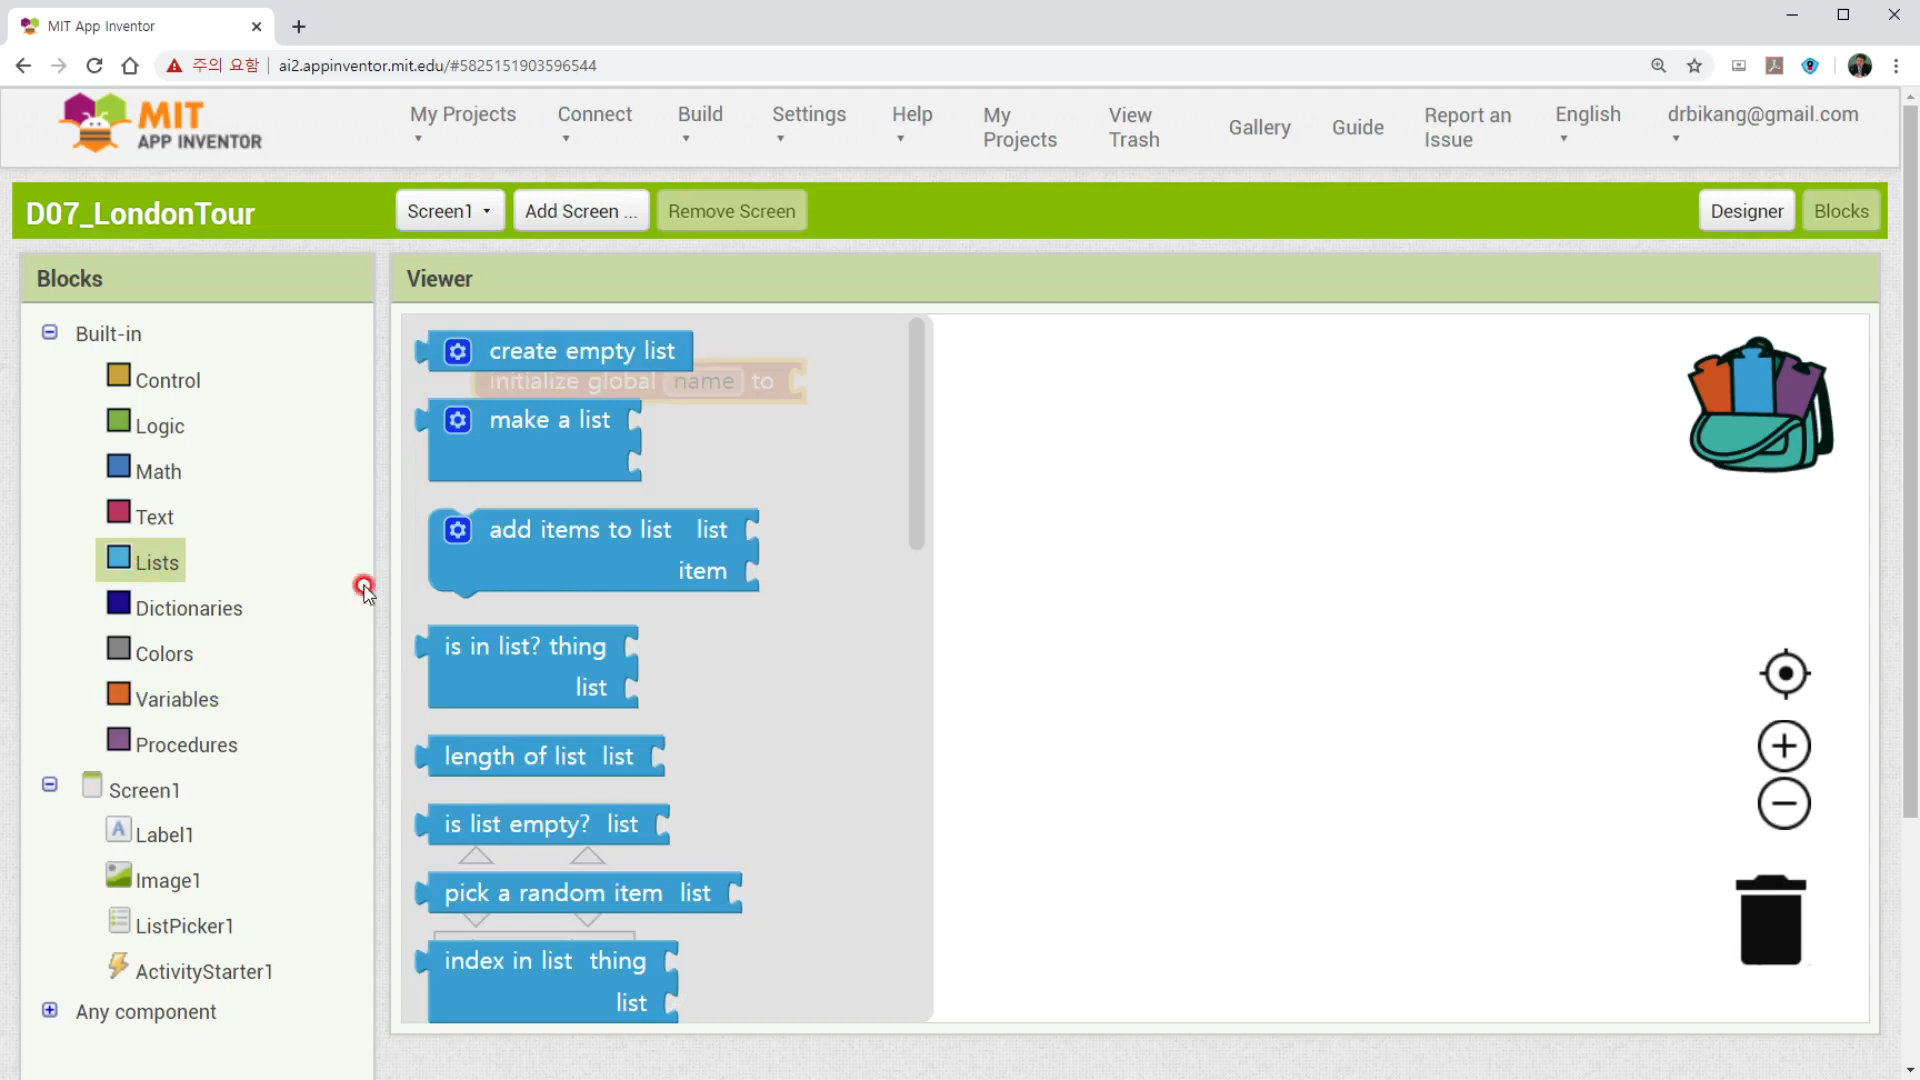 MIT App Inventor
주의 요함
ai2.appinventor.mit.edu/#5825151903596544
MIT
APP INVENTOR
My Projects
Connect
Build
Settings
Help
My
Projects
View
Trash
Gallery
Guide
Report an
Issue
English
drbikang@gmail.com
D07_LondonTour
Screen1
Add Screen ...
Remove Screen
Designer
Blocks
Blocks
Viewer
Built-in
Control
Logic
Math
Text
Lists
Dictionaries
Colors
Variables
Procedures
Screen1
Label1
Image1
ListPicker1
ActivityStarter1
Any component
create empty list
initialize global name to
make a list
add items to list list
item
is in list? thing
list
length of list list
is list empty? list
pick a random item list
index in list thing
list